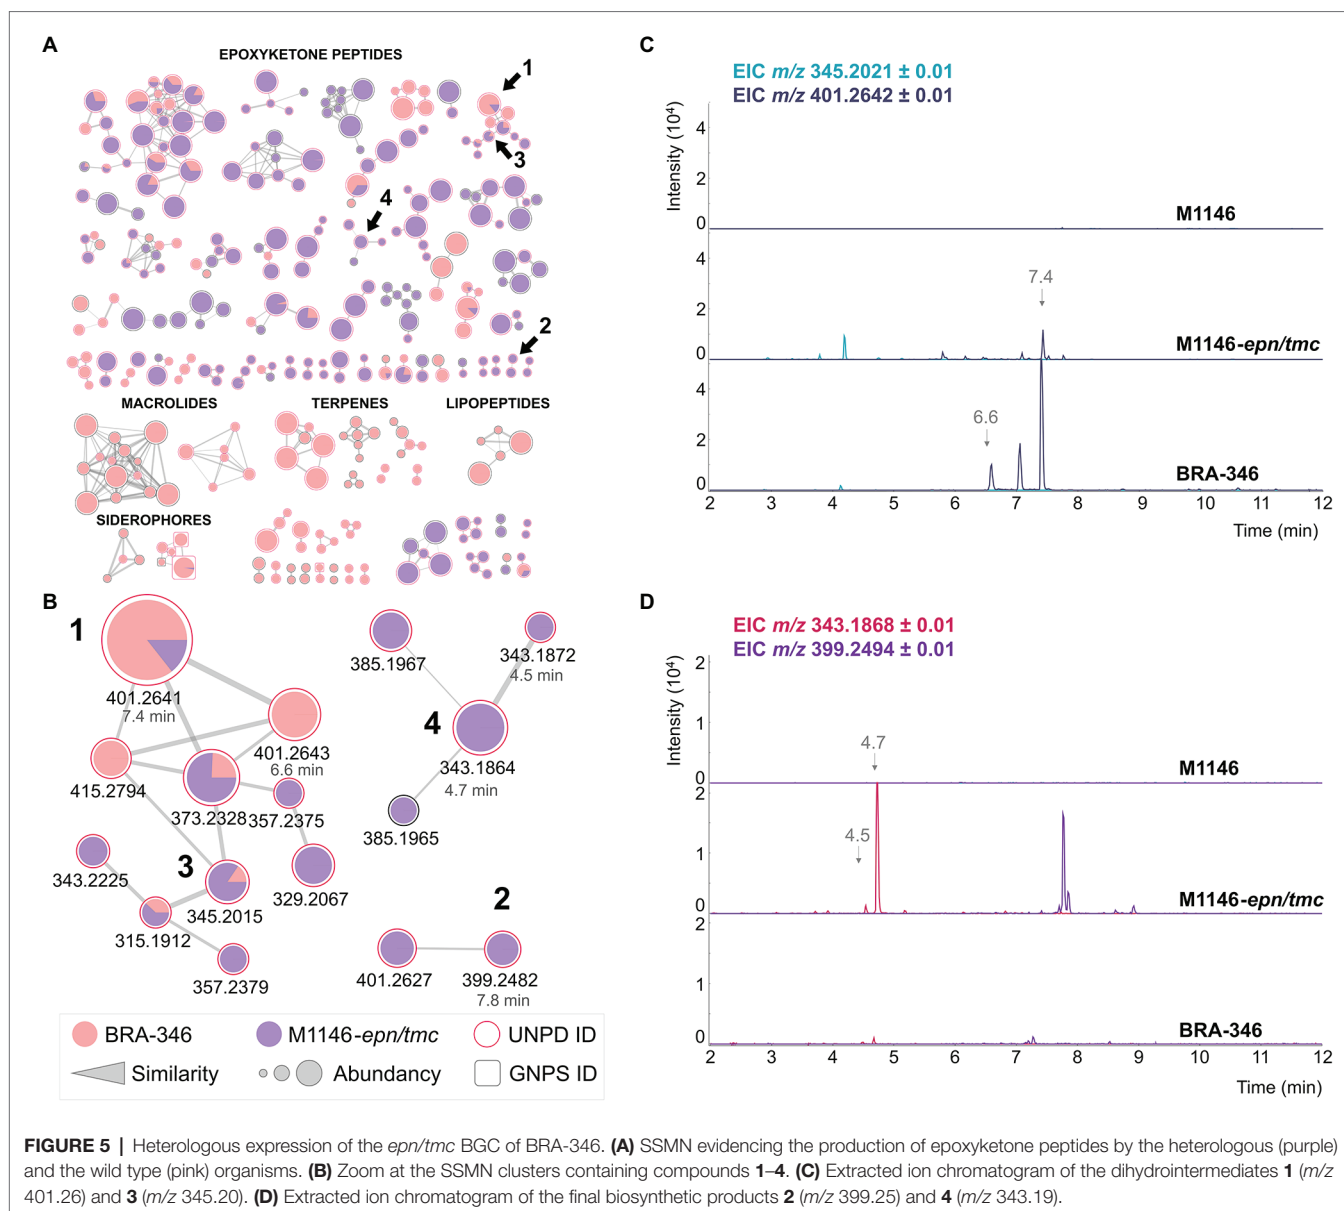 A
EPOXYKETONE PEPTIDES
1
3
4
2
MACROLIDES
TERPENES
LIPOPEPTIDES
SIDEROPHORES
B
1
401.2641
7.4 min
401.2643
6.6 min
415.2794
373.2328
357.2375
343.2225
3
345.2015
329.2067
315.1912
357.2379
385.1967
343.1872
4.5 min
4
343.1864
4.7 min
385.1965
2
401.2627
399.2482
7.8 min
BRA-346
M1146-epn/tmc
UNPD ID
Similarity
Abundancy
GNPS ID
C
EIC m/z 345.2021 ± 0.01
EIC m/z 401.2642 ± 0.01
Intensity (10⁴)
4
2
0
M1146
4
2
0
7.4
M1146-epn/tmc
4
2
0
6.6
BRA-346
2 3 4 5 6 7 8 9 10 11 12
Time (min)
D
EIC m/z 343.1868 ± 0.01
EIC m/z 399.2494 ± 0.01
Intensity (10⁴)
2
1
0
4.7
M1146
2
1
0
4.5
M1146-epn/tmc
2
1
0
BRA-346
2 3 4 5 6 7 8 9 10 11 12
Time (min)
FIGURE 5 | Heterologous expression of the epn/tmc BGC of BRA-346. (A) SSMN evidencing the production of epoxyketone peptides by the heterologous (purple)
and the wild type (pink) organisms. (B) Zoom at the SSMN clusters containing compounds 1–4. (C) Extracted ion chromatogram of the dihydrointermediates 1 (m/z
401.26) and 3 (m/z 345.20). (D) Extracted ion chromatogram of the final biosynthetic products 2 (m/z 399.25) and 4 (m/z 343.19).